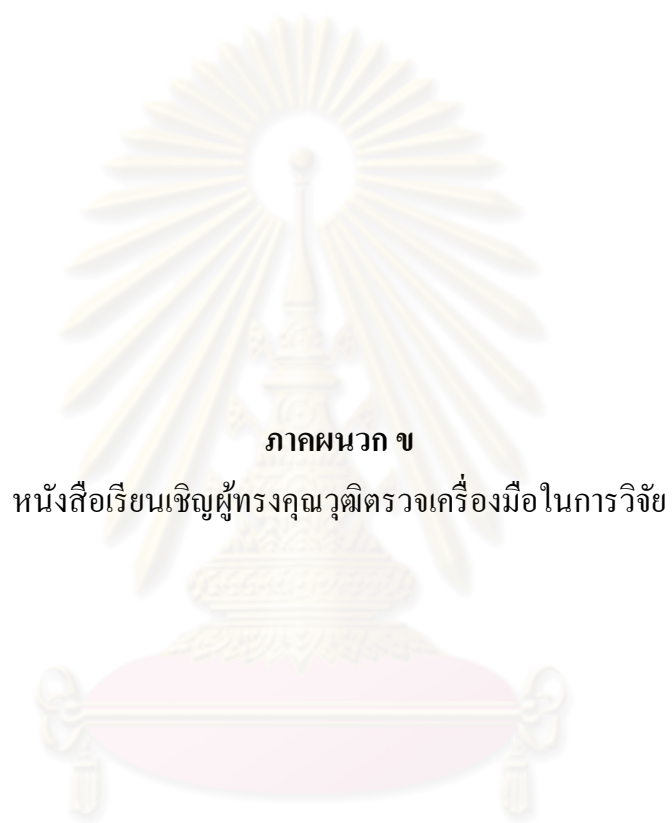 ภาคผนวก ข
หนังสือเรียนเชิญผู้ทรงคุณวุฒิตรวจเครื่องมือในการวิจัย